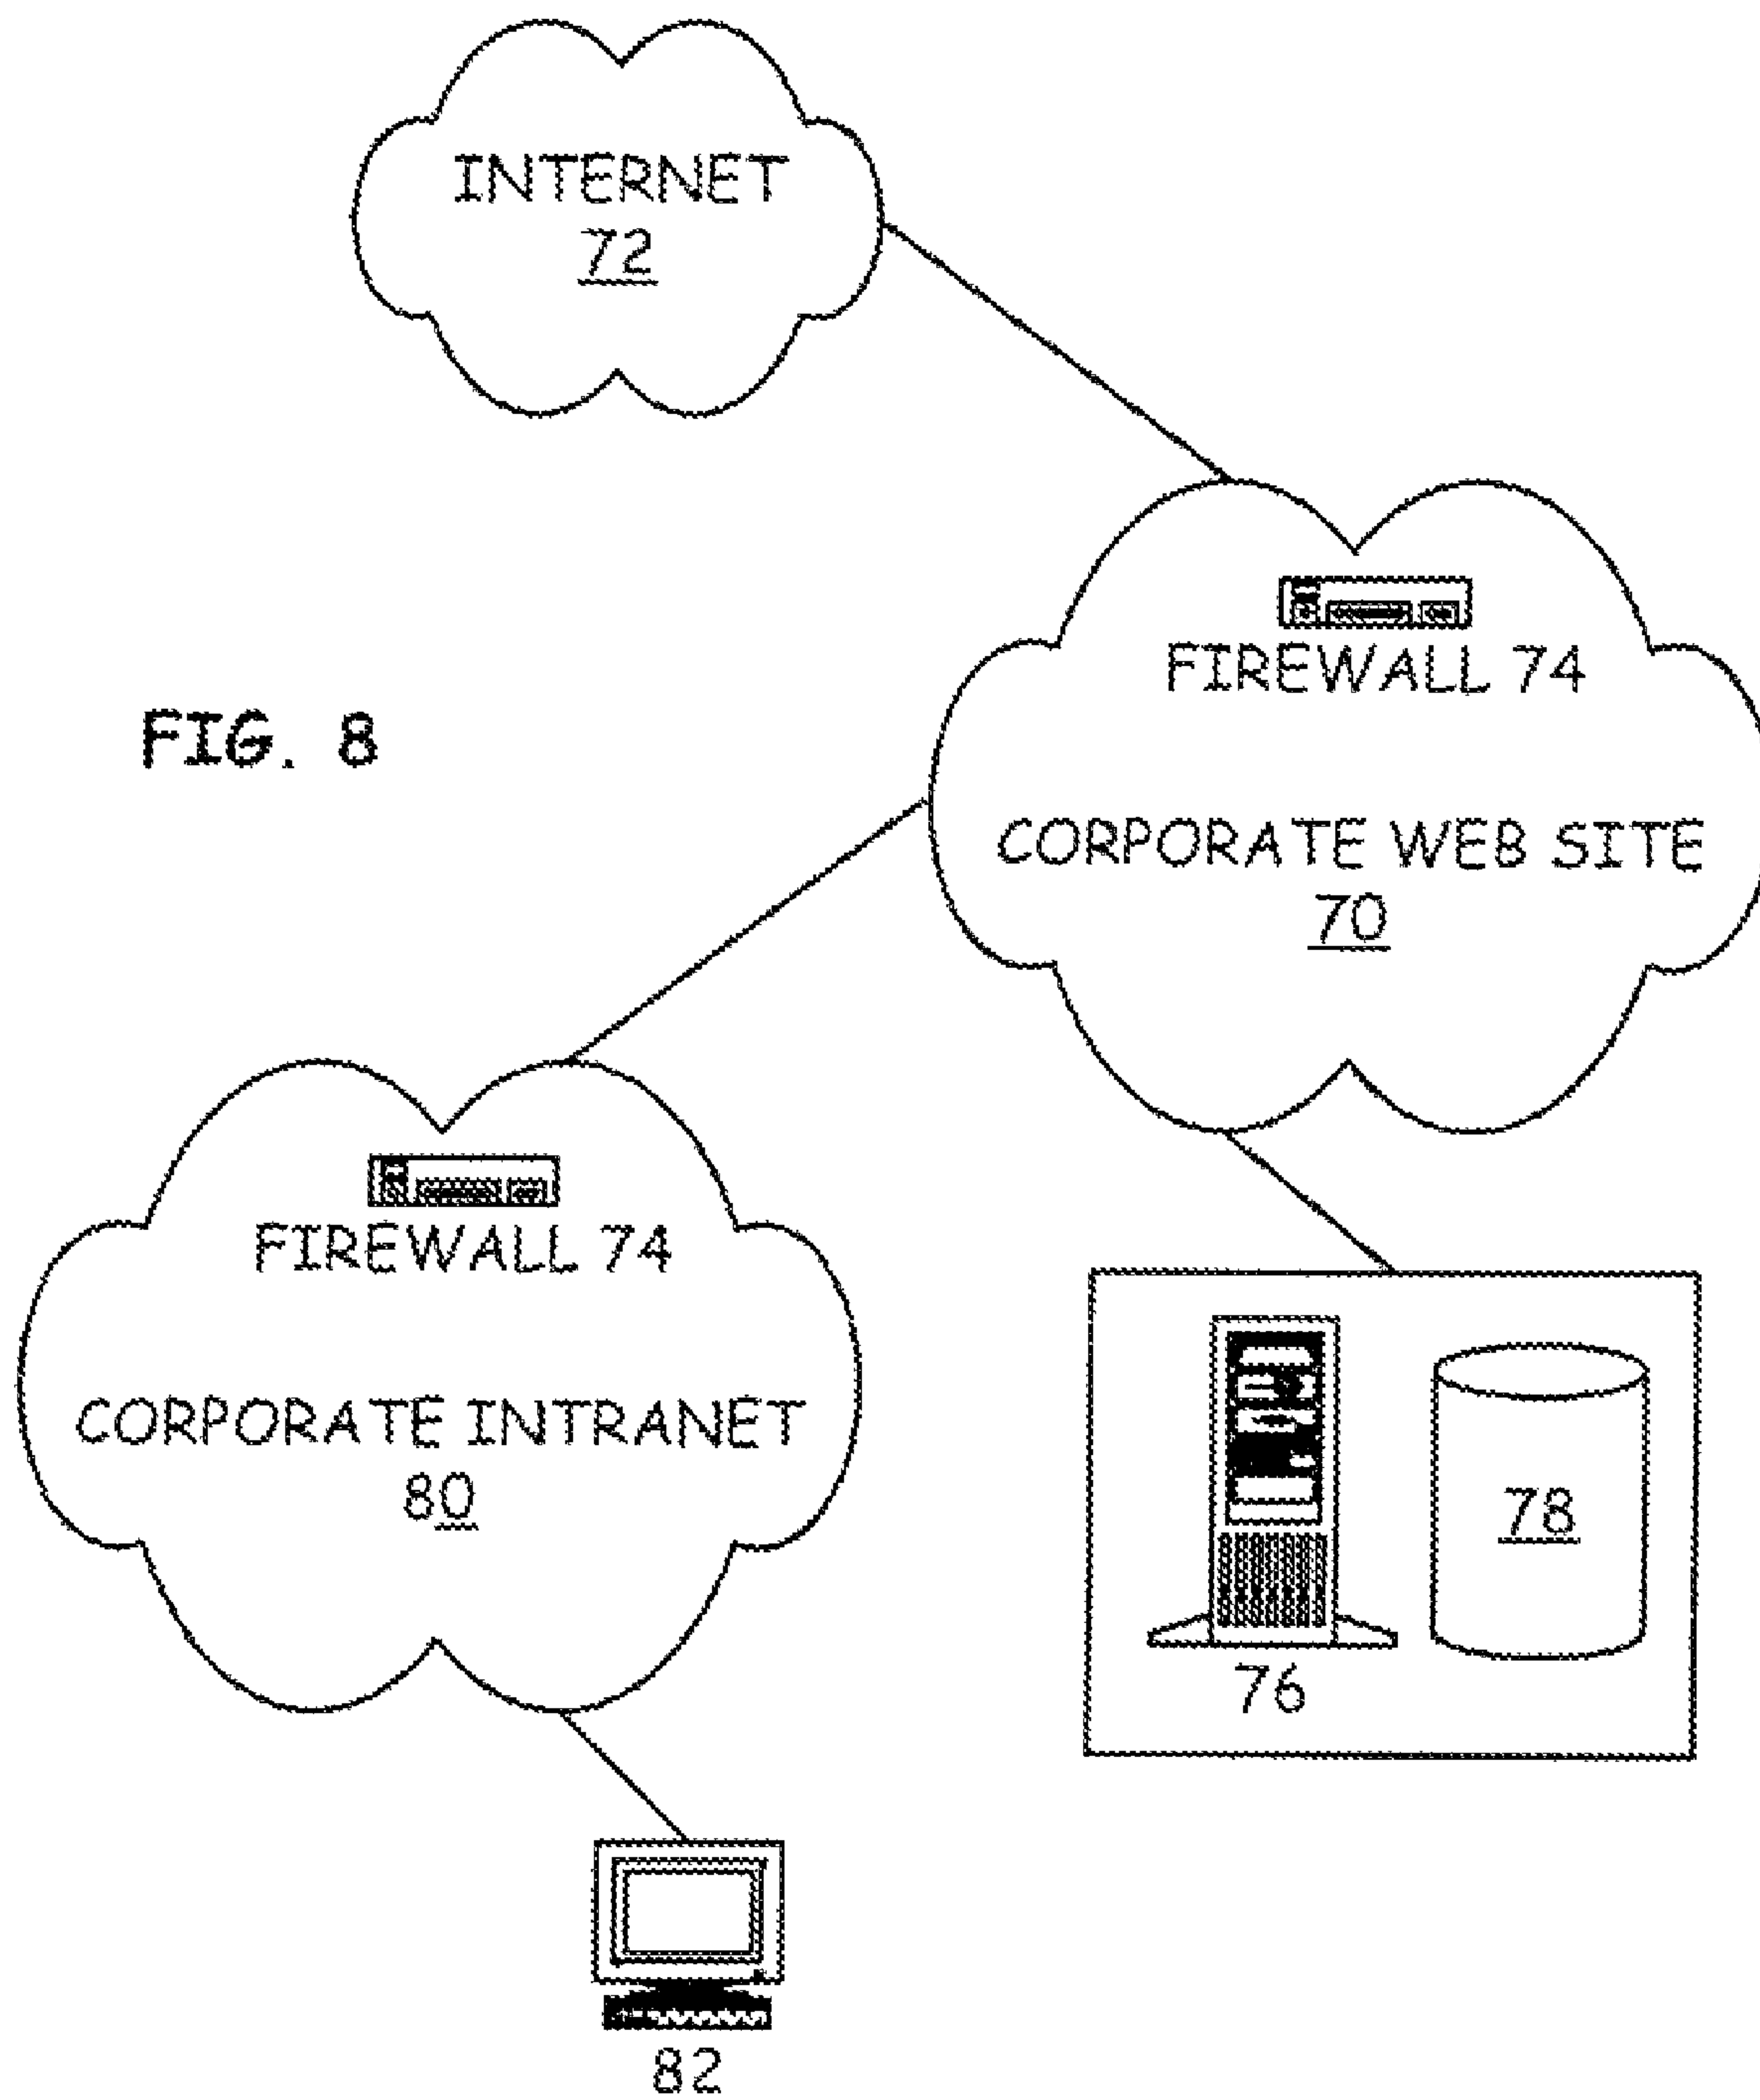 INTERNET
72
FIREWALL 74
FIG. 8
CORPORATE WEB SITE
70
FIREWALL 74
CORPORATE INTRANET
80
78
76
82